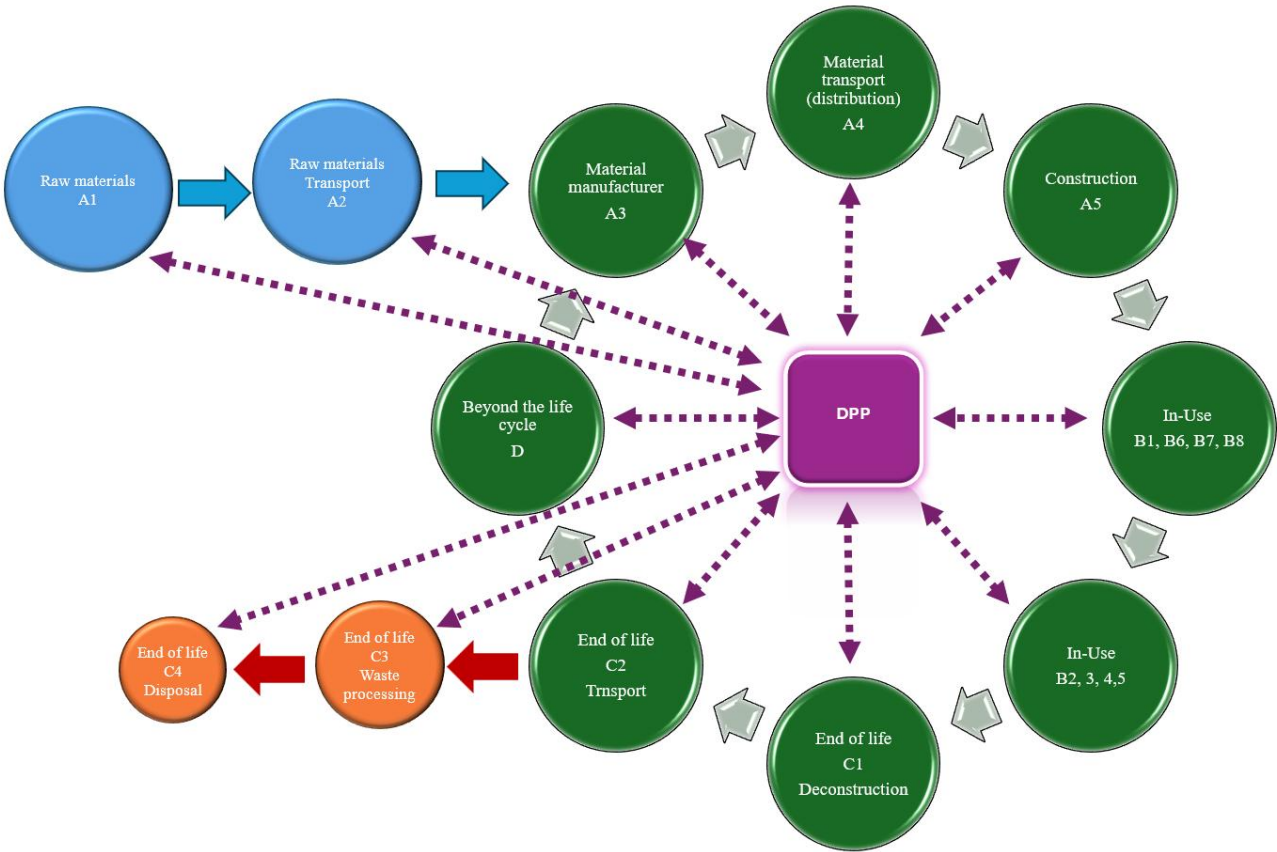 Raw materials
A1
Raw materials
Transport
A2
Material
manufacturer
A3
Material
transport
(distribution)
A4
Construction
A5
In-Use
B1, B6, B7, B8
In-Use
B2, 3, 4,5
End of life
C1
Deconstruction
End of life
C2
Trnsport
End of life
C3
Waste
processing
End of life
C4
Disposal
Beyond the life
cycle
D
DPP